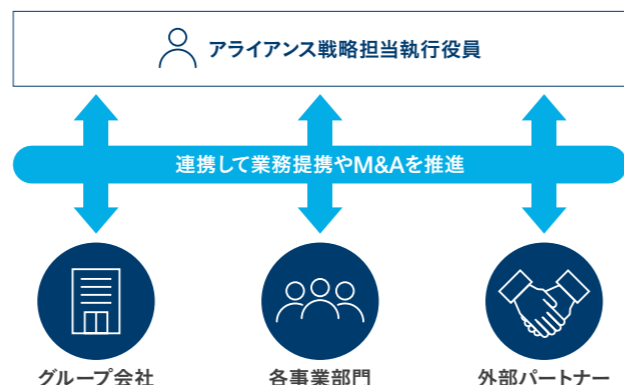 アライアンス戦略担当執行役員
連携して業務提携やM&Aを推進
グループ会社
各事業部門
外部パートナー